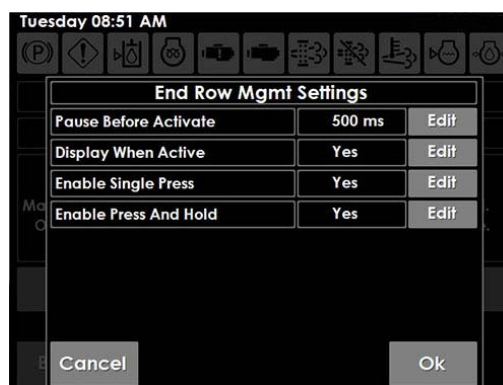 Tuesday 08:51 AM
End Row Mgmt Settings
Pause Before Activate 500 ms Edit
Display When Active Yes Edit
Enable Single Press Yes Edit
Enable Press And Hold Yes Edit
Cancel Ok